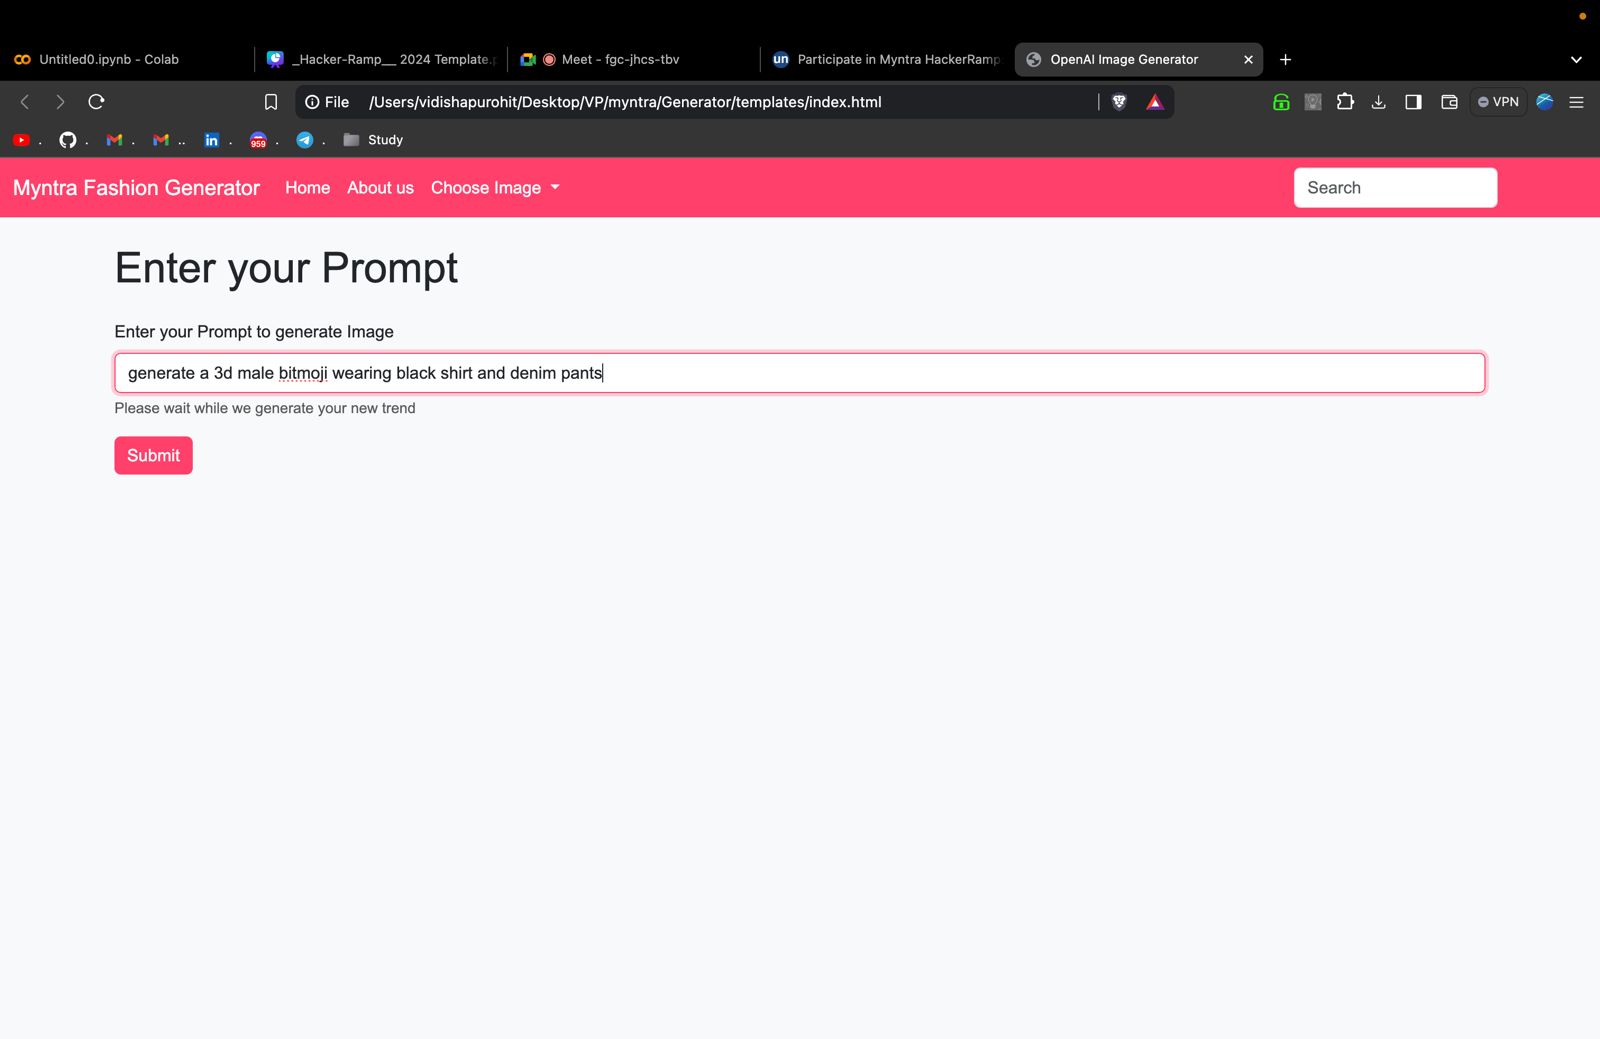 Untitled0.ipynb - Colab
_Hacker-Ramp__ 2024 Template.p
Meet - fgc-jhcs-tbv
un Participate in Myntra HackerRamp
OpenAI Image Generator
File /Users/vidishapurohit/Desktop/VP/myntra/Generator/templates/index.html
VPN
. . . .. in . 959 . . Study
Myntra Fashion Generator Home About us Choose Image Search
Enter your Prompt
Enter your Prompt to generate Image
generate a 3d male bitmoji wearing black shirt and denim pants
Please wait while we generate your new trend
Submit